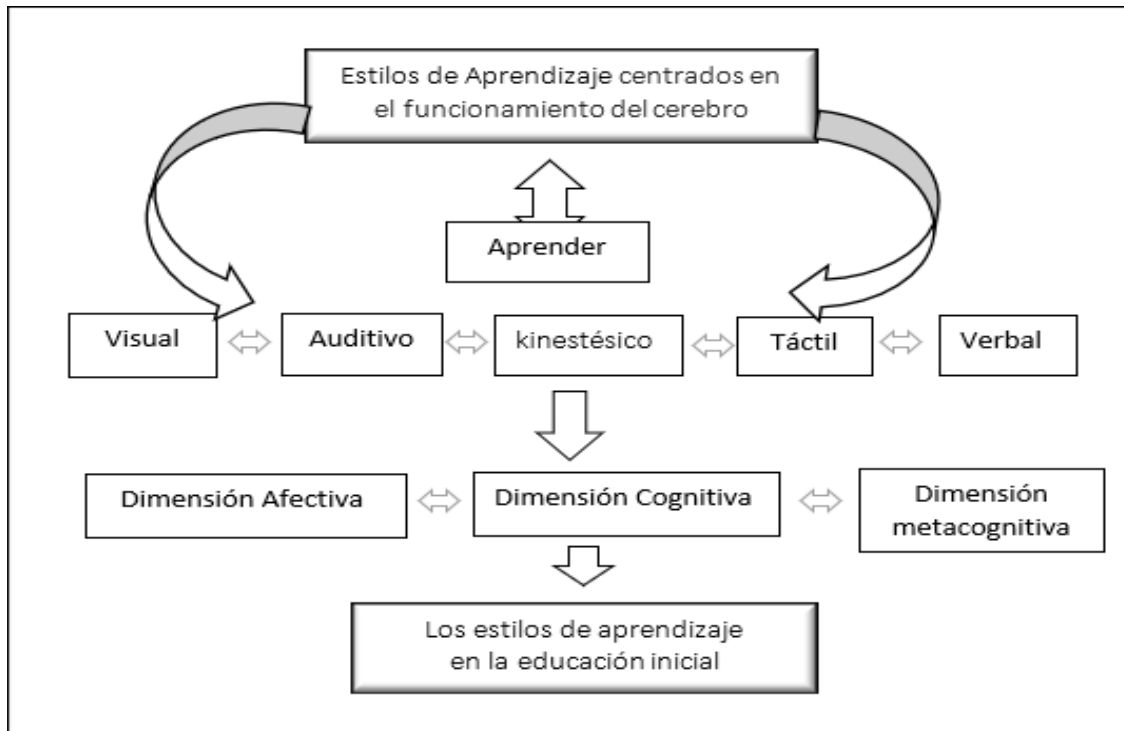 Estilos de Aprendizaje centrados en
el funcionamiento del cerebro
Aprender
Visual
Auditivo
kinestésico
Táctil
Verbal
Dimensión Afectiva
Dimensión Cognitiva
Dimensión
metacognitiva
Los estilos de aprendizaje
en la educación inicial